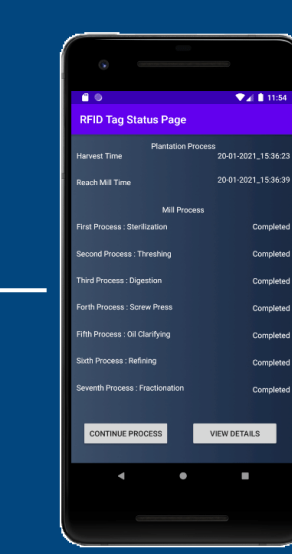 11:54
RFID Tag Status Page
Plantation Process
Harvest Time 20-01-2021_15:36:23
Reach Mill Time 20-01-2021_15:36:39
Mill Process
First Process : Sterilization Completed
Second Process : Threshing Completed
Third Process : Digestion Completed
Forth Process : Screw Press Completed
Fifth Process : Oil Clarifying Completed
Sixth Process : Refining Completed
Seventh Process : Fractionation Completed
CONTINUE PROCESS VIEW DETAILS